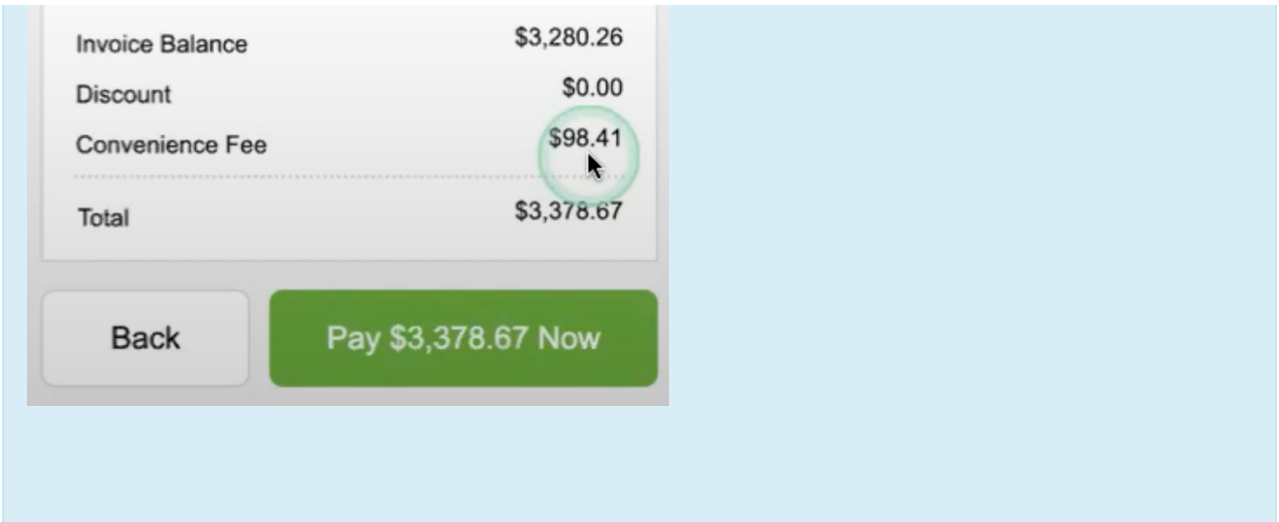 Invoice Balance $3,280.26
Discount $0.00
Convenience Fee $98.41
Total $3,378.67
Back Pay $3,378.67 Now